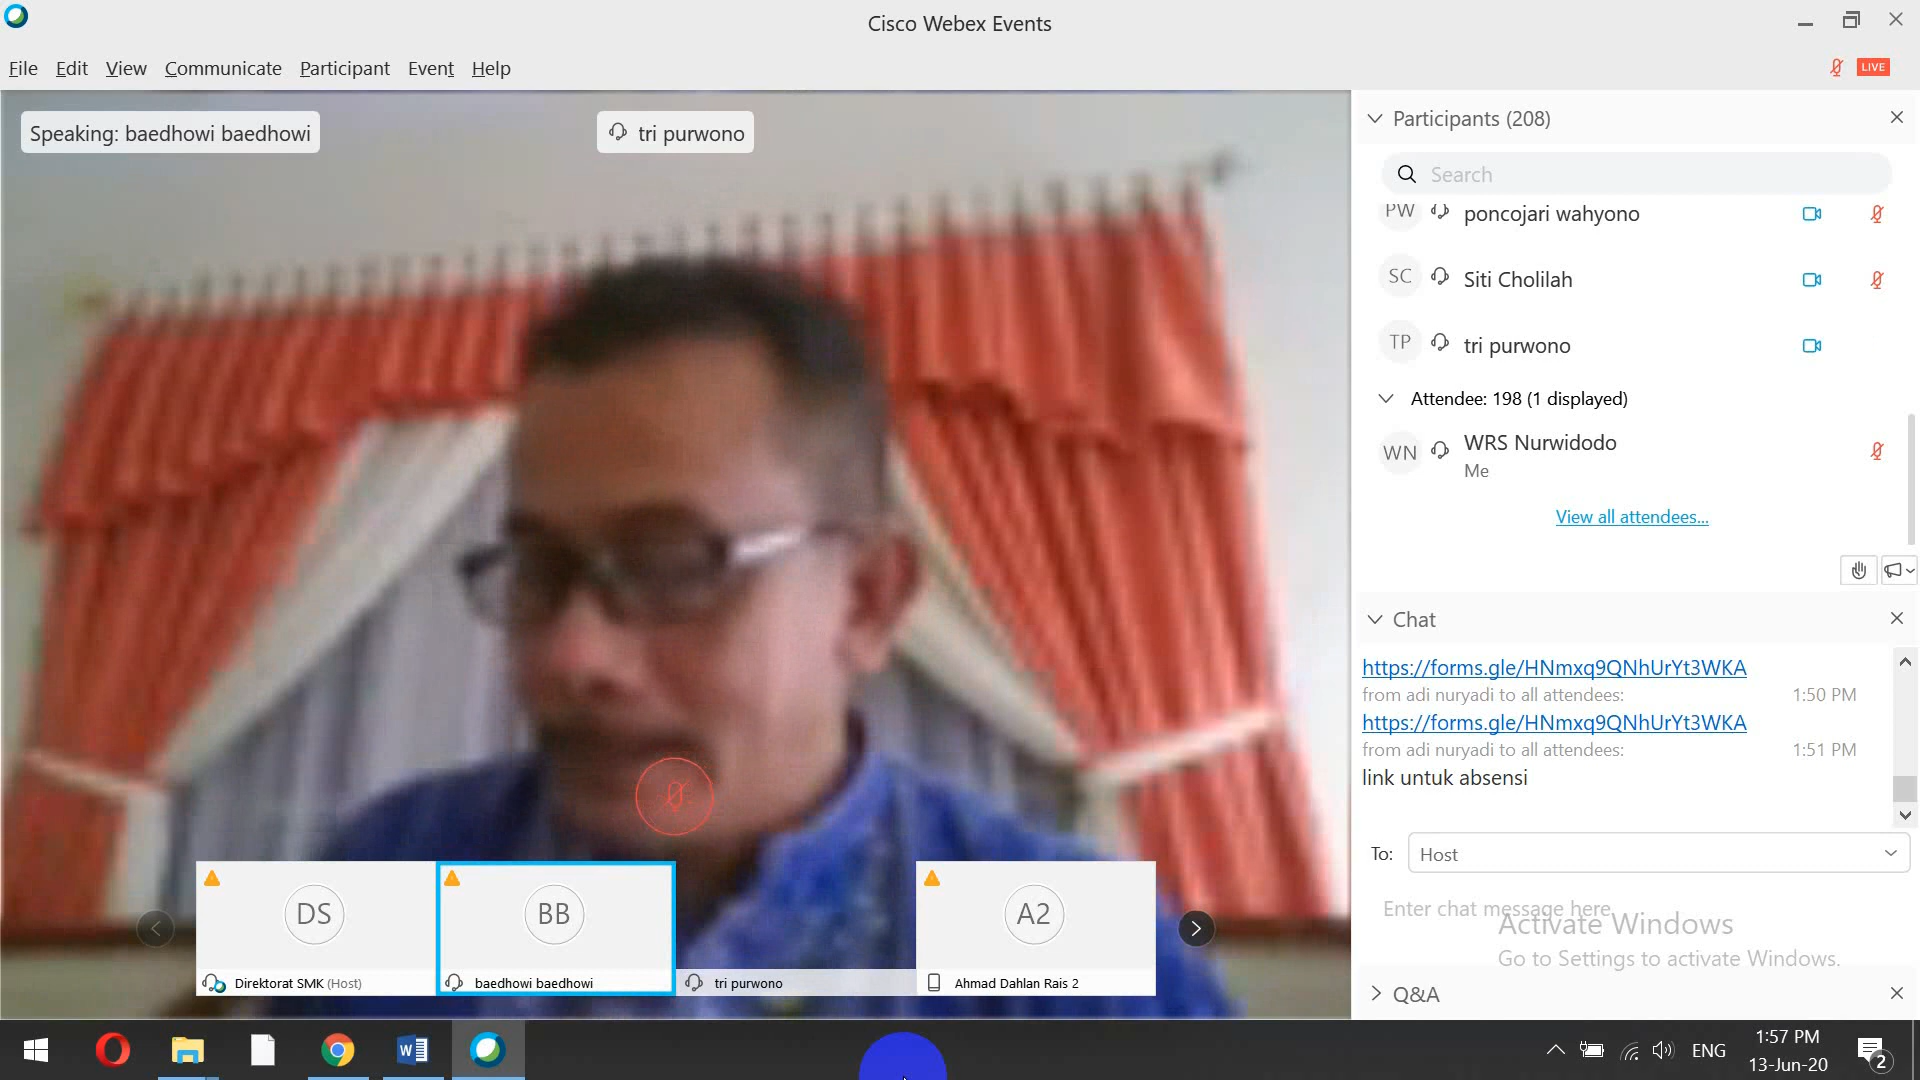 Cisco Webex Events
File Edit View Communicate Participant Event Help
LIVE
Speaking: baedhowi baedhowi
tri purwono
Participants (208)
Search
PW poncojari wahyono
SC Siti Cholilah
TP tri purwono
Attendee: 198 (1 displayed)
WN WRS Nurwidodo
Me
View all attendees...
Chat
https://forms.gle/HNmxq9QNhUrYt3WKA
from adi nuryadi to all attendees: 1:50 PM
https://forms.gle/HNmxq9QNhUrYt3WKA
from adi nuryadi to all attendees: 1:51 PM
link untuk absensi
To: Host
Enter chat message here
Activate Windows
Go to Settings to activate Windows.
Q&A
DS
Direktorat SMK (Host)
BB
baedhowi baedhowi
tri purwono
A2
Ahmad Dahlan Rais 2
W
ENG
1:57 PM
13-Jun-20
2